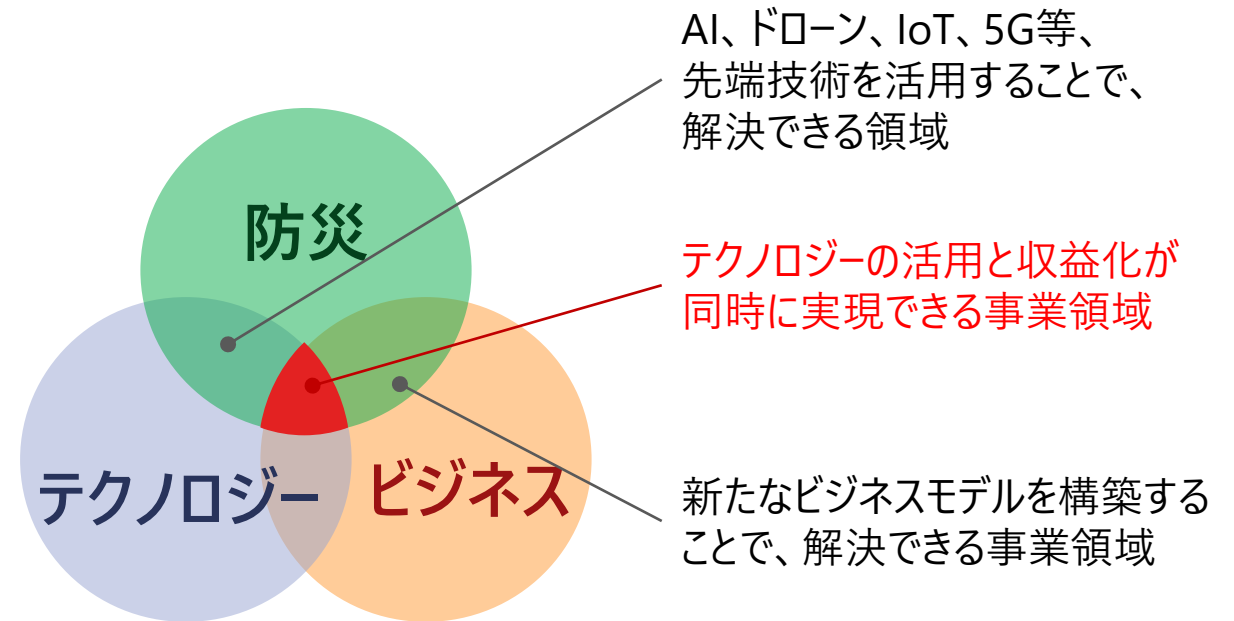 AI、ドローン、IoT、5G等、
先端技術を活用することで、
解決できる領域
防災
テクノロジーの活用と収益化が
同時に実現できる事業領域
テクノロジー
ビジネス
新たなビジネスモデルを構築する
ことで、解決できる事業領域